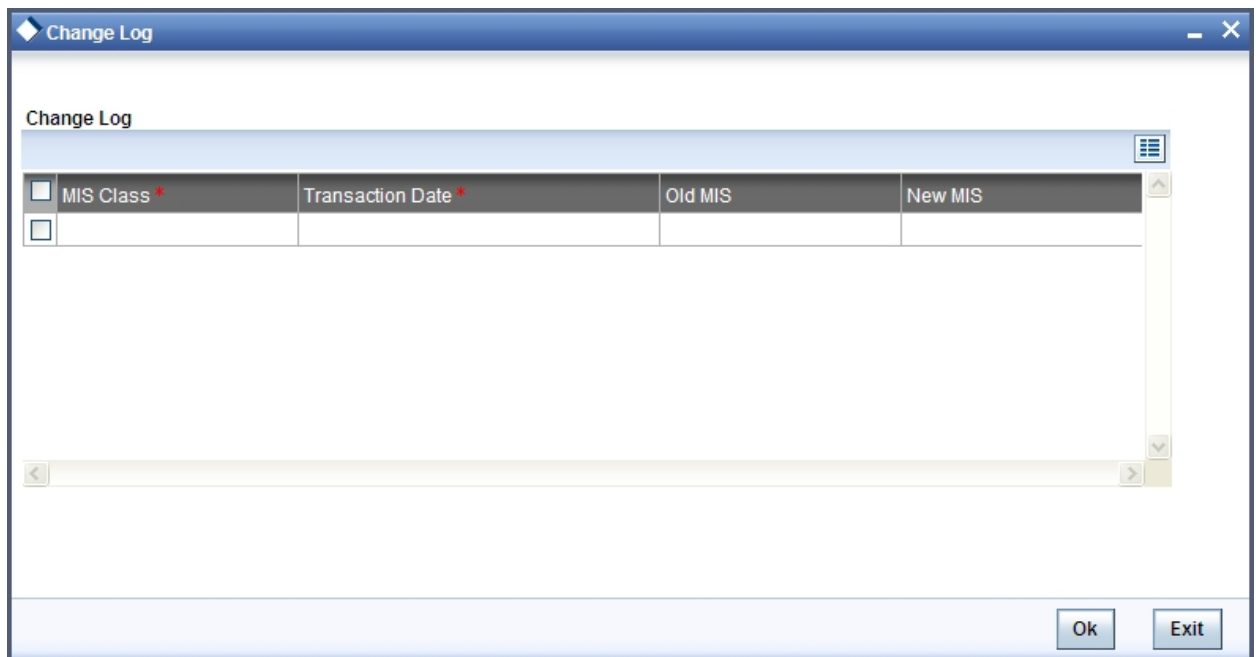 Change Log
Change Log
MIS Class * Transaction Date * Old MIS New MIS
Ok Exit